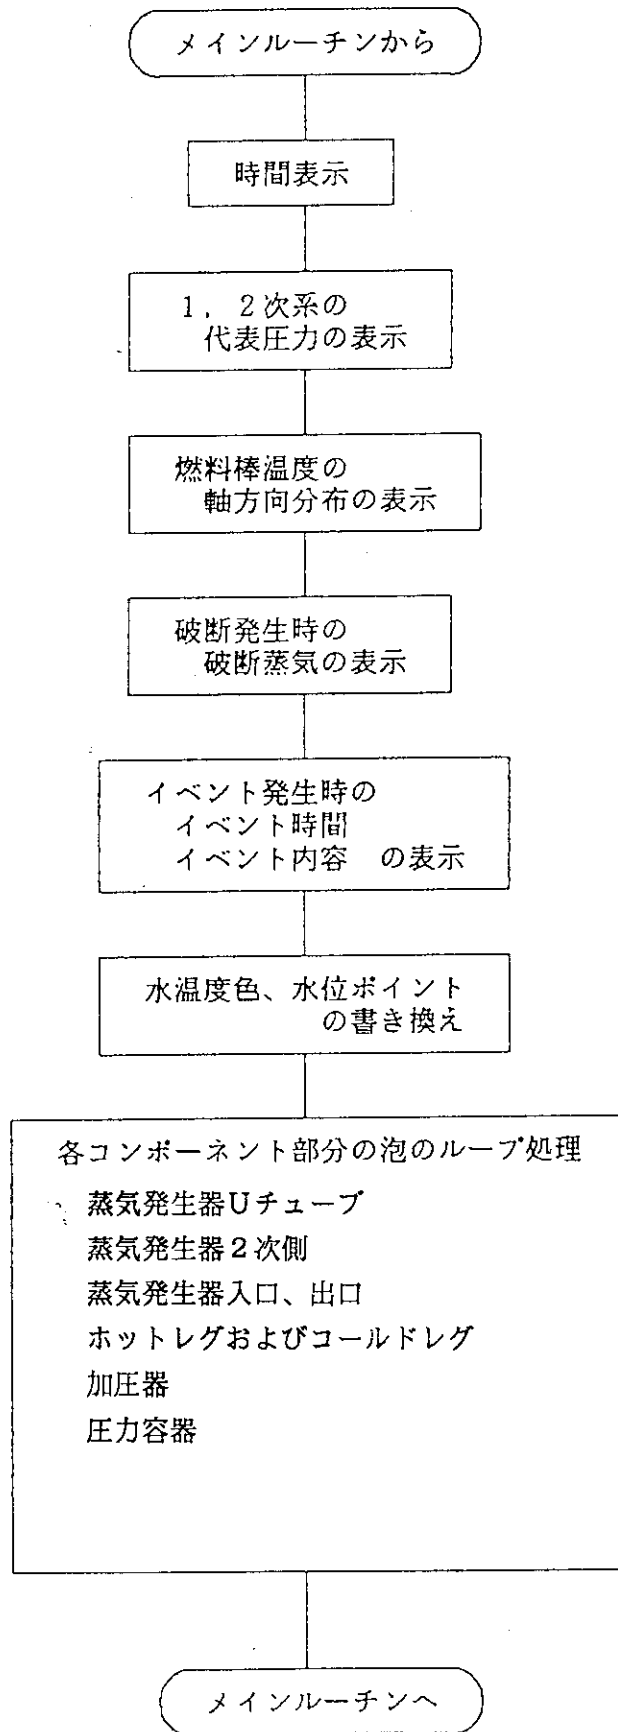 メインルーチンから
時間表示
1．2次系の
代表圧力の表示
燃料棒温度の
軸方向分布の表示
破断発生時の
破断蒸気の表示
イベント発生時の
イベント時間
イベント内容　の表示
水温度色、水位ポイント
の書き換え
各コンポーネント部分の泡のループ処理
蒸気発生器Uチューブ
蒸気発生器2次側
蒸気発生器入口、出口
ホットレグおよびコールドレグ
加圧器
圧力容器
メインルーチンへ